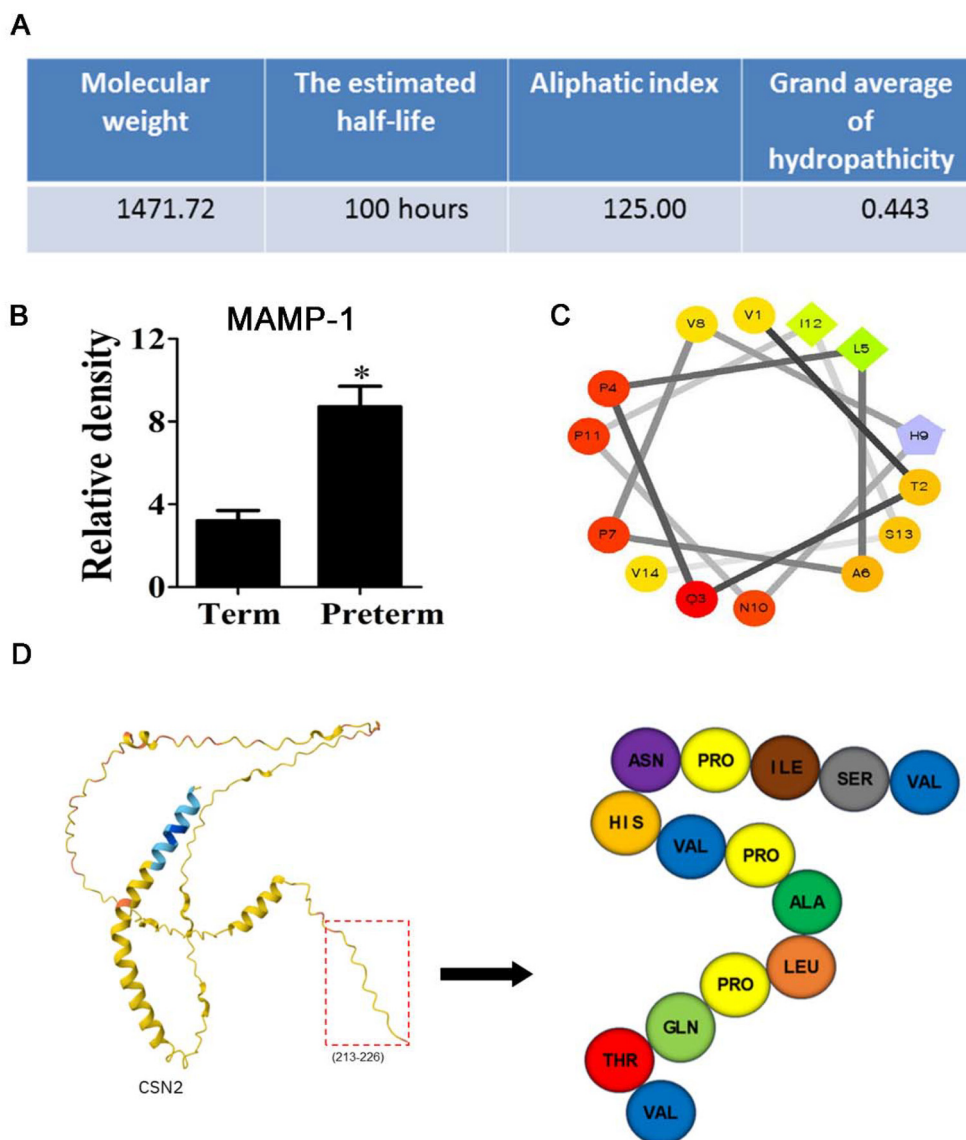 A
Molecular weight
The estimated half-life
Aliphatic index
Grand average of hydropathicity
1471.72
100 hours
125.00
0.443
B
MAMP-1
Relative density
12
8
4
0
*
Term
Preterm
C
V8
V1
I12
L5
P4
P11
H9
T2
P7
S13
V14
A6
Q3
N10
D
ASN
PRO
ILE
SER
VAL
HIS
VAL
PRO
ALA
LEU
PRO
GLN
THR
VAL
(213-226)
CSN2